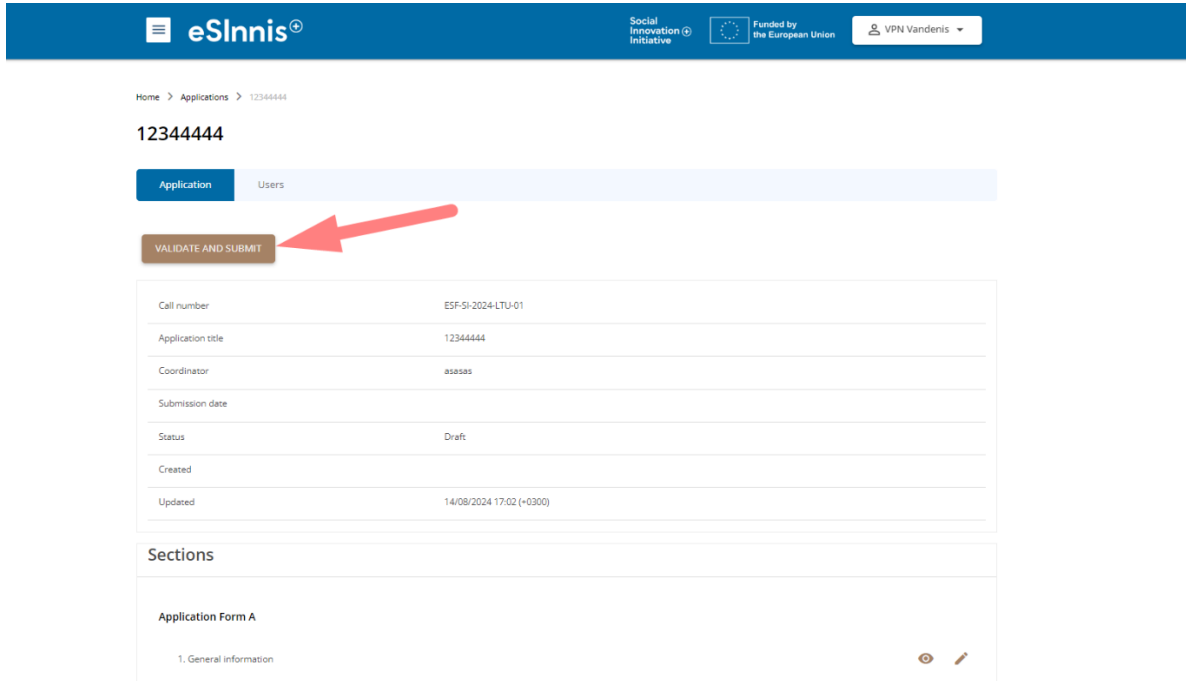 eSInnis
Social
Innovation
Initiative
Funded by
the European Union
VPN Vandenis
Home > Applications > 12344444
12344444
Application Users
VALIDATE AND SUBMIT
Call number ESF-SI-2024-LTU-01
Application title 12344444
Coordinator asasas
Submission date
Status Draft
Created
Updated 14/08/2024 17:02 (+0300)
Sections
Application Form A
1. General information